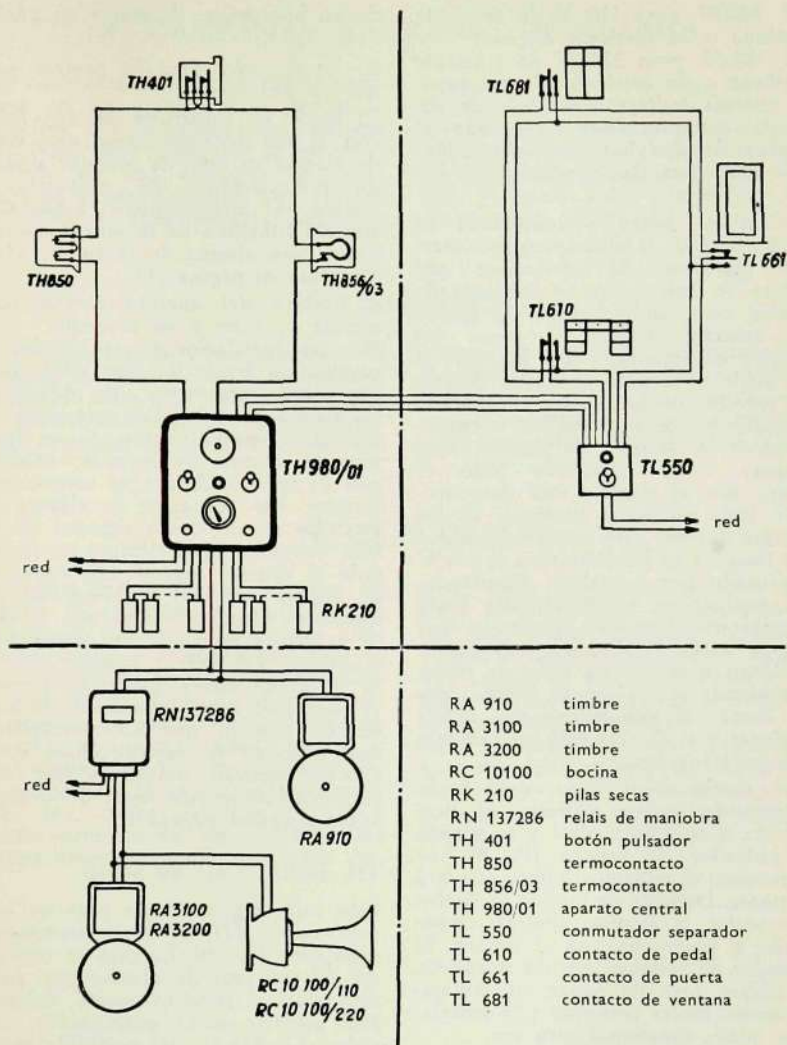 TH401
TL681
TH850
TH856/03
TL661
TL610
TH980/01
TL550
red
red
RK210
RN137286
red
RA910
RA3100
RA3200
RC10 100/110
RC10 100/220
RA 910 timbre
RA 3100 timbre
RA 3200 timbre
RC 10100 bocina
RK 210 pilas secas
RN 137286 relais de maniobra
TH 401 botón pulsador
TH 850 termocontacto
TH 856/03 termocontacto
TH 980/01 aparato central
TL 550 conmutador separador
TL 610 contacto de pedal
TL 661 contacto de puerta
TL 681 contacto de ventana